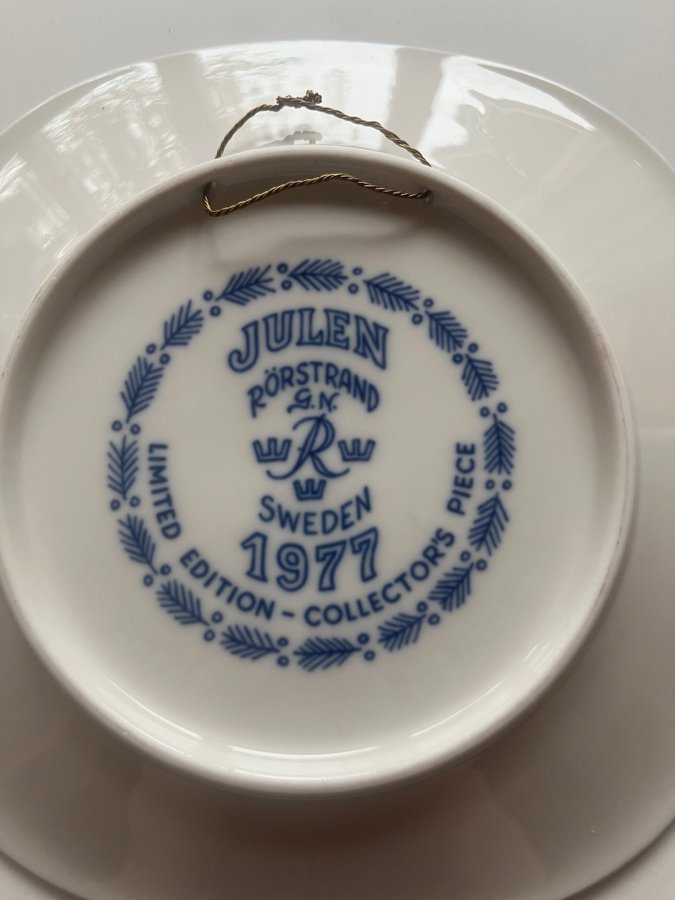 JULEN
RÖRSTRAND
G.N.
R
SWEDEN
1977
LIMITED EDITION – COLLECTOR'S PIECE